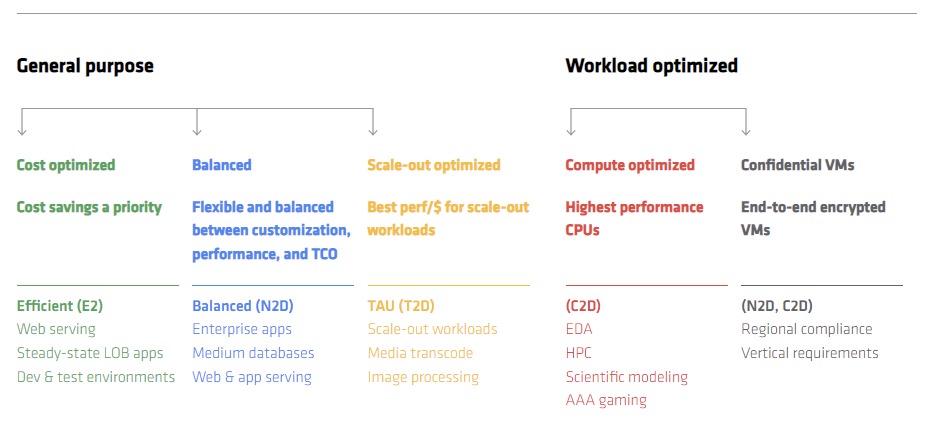 General purpose
Workload optimized
Cost optimized
Cost savings a priority
Efficient (E2)
Web serving
Steady-state LOB apps
Dev & test environments
Balanced
Flexible and balanced
between customization,
performance, and TCO
Balanced (N2D)
Enterprise apps
Medium databases
Web & app serving
Scale-out optimized
Best perf/$ for scale-out
workloads
TAU (T2D)
Scale-out workloads
Media transcode
Image processing
Compute optimized
Highest performance
CPUs
(C2D)
EDA
HPC
Scientific modeling
AAA gaming
Confidential VMs
End-to-end encrypted
VMs
(N2D, C2D)
Regional compliance
Vertical requirements